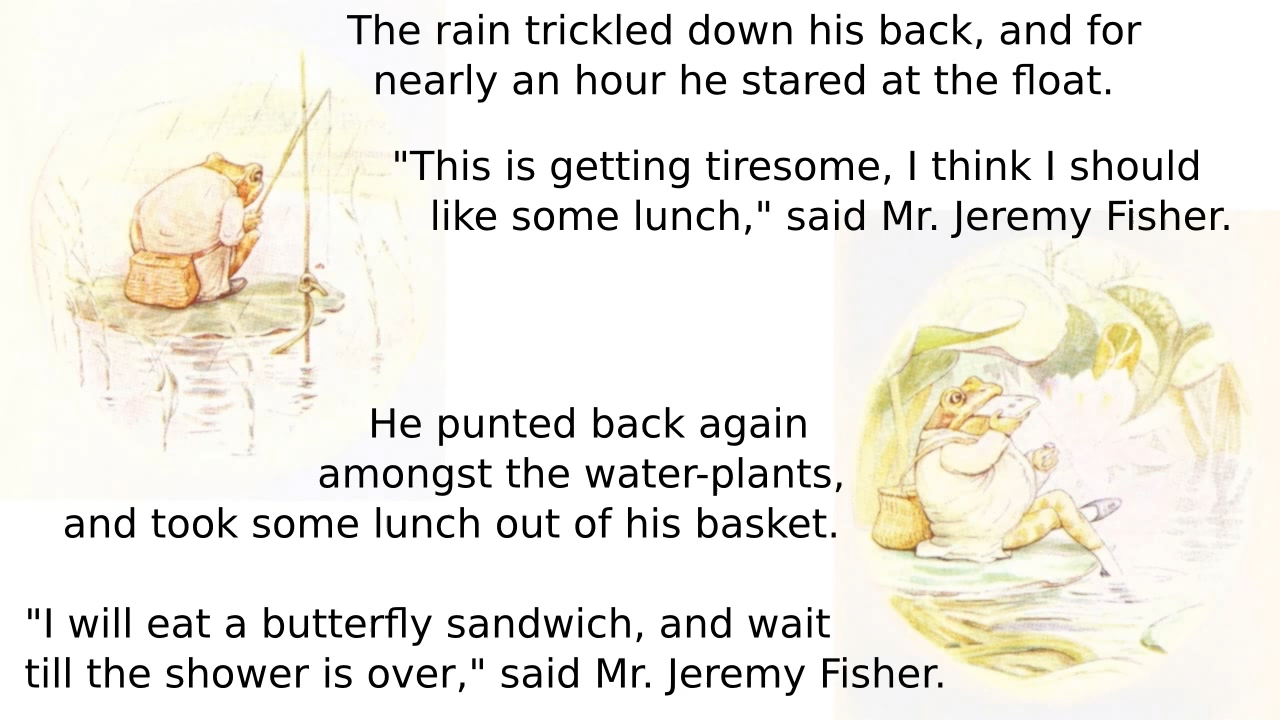 The rain trickled down his back, and for
nearly an hour he stared at the float.
"This is getting tiresome, I think I should
like some lunch," said Mr. Jeremy Fisher.
He punted back again
amongst the water-plants,
and took some lunch out of his basket.
"I will eat a butterfly sandwich, and wait
till the shower is over," said Mr. Jeremy Fisher.